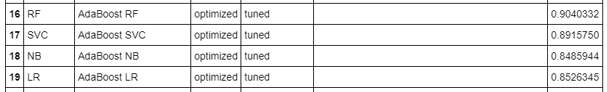 16 RF AdaBoost RF optimized tuned 0.9040332
17 SVC AdaBoost SVC optimized tuned 0.8915750
18 NB AdaBoost NB optimized tuned 0.8485944
19 LR AdaBoost LR optimized tuned 0.8526345